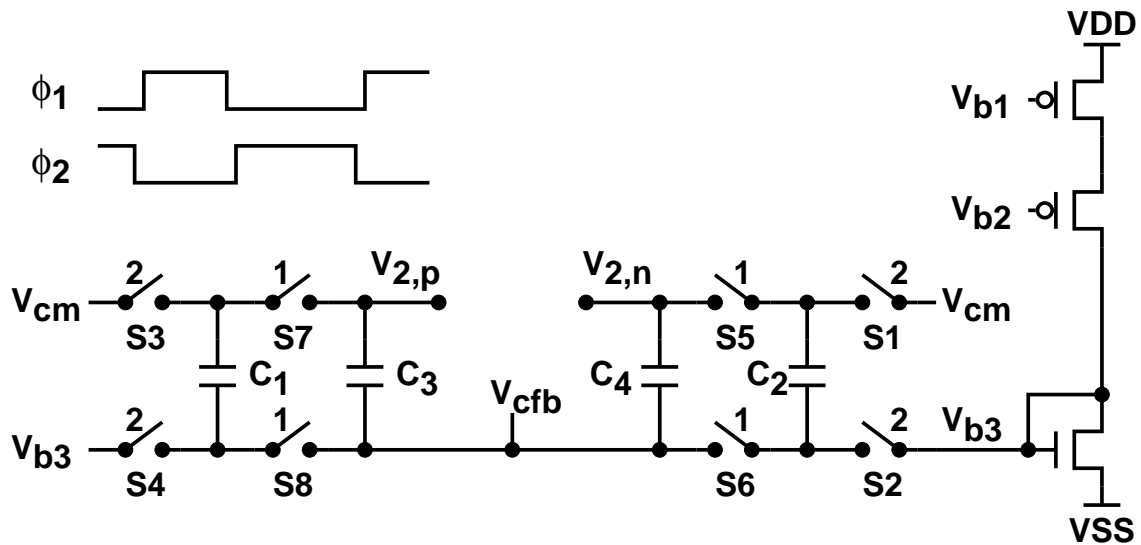 VDD
ϕ1
Vb1
ϕ2
Vb2
2 1 V2,p V2,n 1 2
Vcm Vcm
S3 S7 S5 S1
C1 C3 C4 C2
Vcfb
2 1 1 2 Vb3
Vb3
S4 S8 S6 S2
VSS